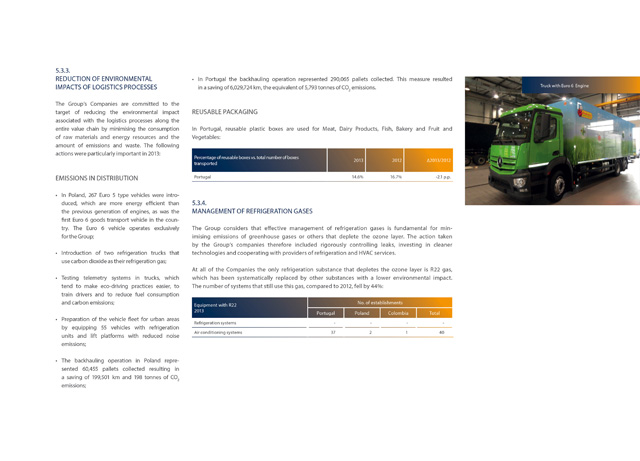 5.3.3.
REDUCTION OF ENVIRONMENTAL
IMPACTS OF LOGISTICS PROCESSES
The Group's Companies are committed to the
target of reducing the environmental impact
associated with the logistics processes along the
entire value chain by minimising the consumption
of raw materials and energy resources and the
amount of emissions and waste. The following
actions were particularly important in 2013:
EMISSIONS IN DISTRIBUTION
• In Poland, 267 Euro 5 type vehicles were intro-
duced, which are more energy efficient than
the previous generation of engines, as was the
first Euro 6 goods transport vehicle in the coun-
try. The Euro 6 vehicle operates exclusively
for the Group;
• Introduction of two refrigeration trucks that
use carbon dioxide as their refrigeration gas;
• Testing telemetry systems in trucks, which
tend to make eco-driving practices easier, to
train drivers and to reduce fuel consumption
and carbon emissions;
• Preparation of the vehicle fleet for urban areas
by equipping 55 vehicles with refrigeration
units and lift platforms with reduced noise
emissions;
• The backhauling operation in Poland repre-
sented 60,455 pallets collected resulting in
a saving of 199,501 km and 198 tonnes of CO2
emissions;
• In Portugal the backhauling operation represented 290,065 pallets collected. This measure resulted
in a saving of 6,029,724 km, the equivalent of 5,793 tonnes of CO2 emissions.
REUSABLE PACKAGING
In Portugal, reusable plastic boxes are used for Meat, Dairy Products, Fish, Bakery and Fruit and
Vegetables:
Percentage of reusable boxes vs. total number of boxes
transported 2013 2012 Δ2013/2012
Portugal 14.6% 16.7% -2.1 p.p.
5.3.4.
MANAGEMENT OF REFRIGERATION GASES
The Group considers that effective management of refrigeration gases is fundamental for min-
imising emissions of greenhouse gases or others that deplete the ozone layer. The action taken
by the Group's companies therefore included rigorously controlling leaks, investing in cleaner
technologies and cooperating with providers of refrigeration and HVAC services.
At all of the Companies the only refrigeration substance that depletes the ozone layer is R22 gas,
which has been systematically replaced by other substances with a lower environmental impact.
The number of systems that still use this gas, compared to 2012, fell by 44%:
Equipment with R22
2013
No. of establishments
Portugal Poland Colombia Total
Refrigeration systems - - - -
Air-conditioning systems 37 2 1 40
Truck with Euro 6 Engine